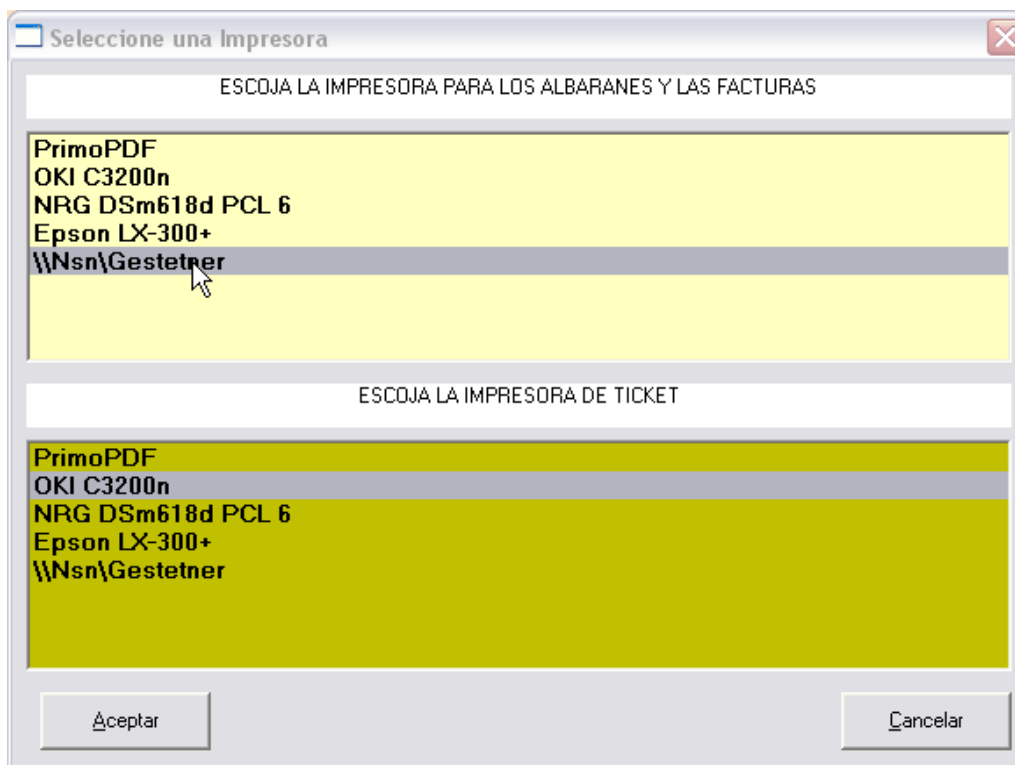 Seleccione una Impresora
ESCOJA LA IMPRESORA PARA LOS ALBARANES Y LAS FACTURAS
PrimoPDF
OKI C3200n
NRG DSm618d PCL 6
Epson LX-300+
\\Nsn\Gestetner
ESCOJA LA IMPRESORA DE TICKET
PrimoPDF
OKI C3200n
NRG DSm618d PCL 6
Epson LX-300+
\\Nsn\Gestetner
Aceptar
Cancelar